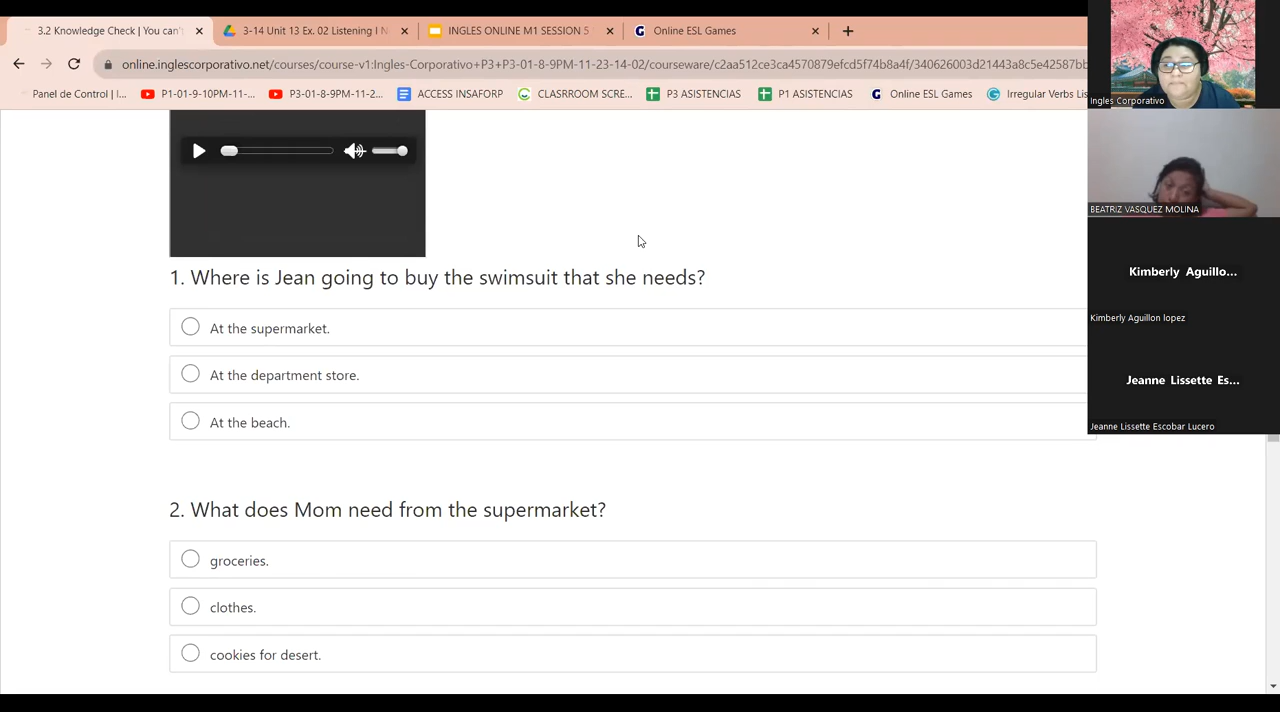 3.2 Knowledge Check | You can'
3-14 Unit 13 Ex. 02 Listening I N
INGLES ONLINE M1 SESSION 5
Online ESL Games
online.inglescorporativo.net/courses/course-v1:Ingles-Corporativo+P3+P3-01-8-9PM-11-23-14-02/courseware/c2aa512ce3ca4570879efcd5f74b8a4f/340626003d21443a8c5e42587bb
Panel de Control | I...
P1-01-9-10PM-11-...
P3-01-8-9PM-11-2...
ACCESS INSAFORP
CLASRROOM SCRE...
P3 ASISTENCIAS
P1 ASISTENCIAS
Online ESL Games
Irregular Verbs Lis
Ingles Corporativo
BEATRIZ VASQUEZ MOLINA
Kimberly Aguillo...
Kimberly Aguillon lopez
Jeanne Lissette Es...
Jeanne Lissette Escobar Lucero
1. Where is Jean going to buy the swimsuit that she needs?
At the supermarket.
At the department store.
At the beach.
2. What does Mom need from the supermarket?
groceries.
clothes.
cookies for desert.